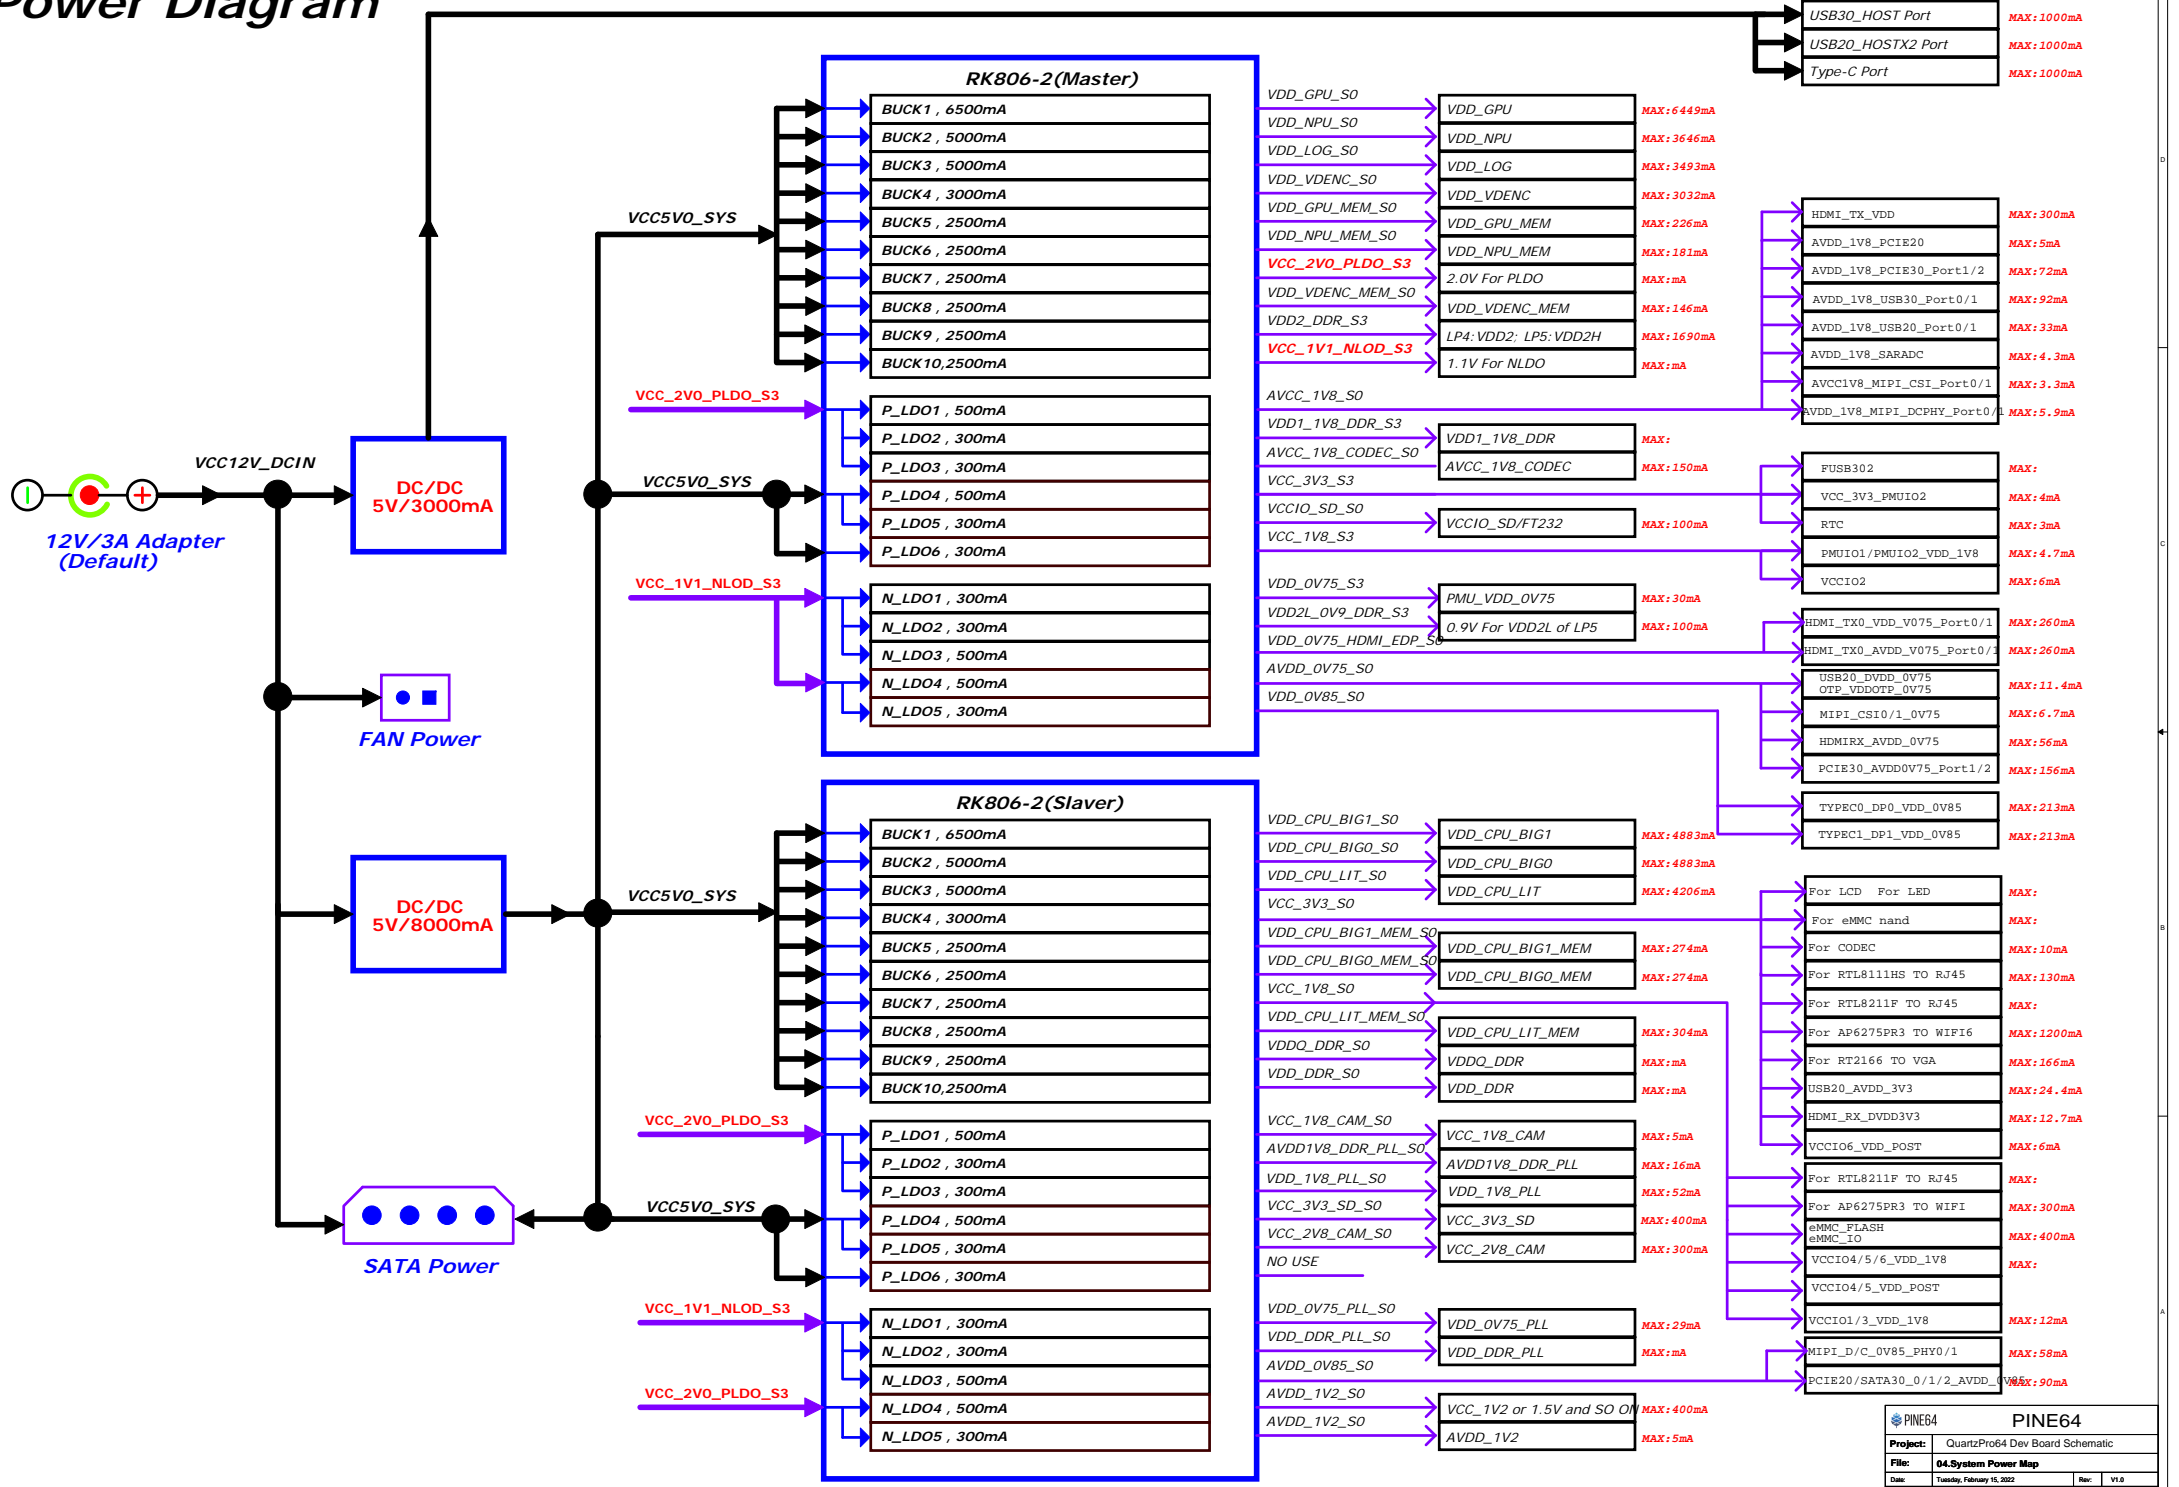 Power Diagram
USB30_HOST Port MAX:1000mA
USB20_HOSTX2 Port MAX:1000mA
Type-C Port MAX:1000mA
RK806-2(Master)
BUCK1 , 6500mA VDD_GPU_S0 VDD_GPU MAX:6449mA
BUCK2 , 5000mA VDD_NPU_S0 VDD_NPU MAX:3646mA
BUCK3 , 5000mA VDD_LOG_S0 VDD_LOG MAX:3493mA
BUCK4 , 3000mA VDD_VDENC_S0 VDD_VDENC MAX:3032mA
BUCK5 , 2500mA VDD_GPU_MEM_S0 VDD_GPU_MEM MAX:226mA
BUCK6 , 2500mA VDD_NPU_MEM_S0 VDD_NPU_MEM MAX:181mA
BUCK7 , 2500mA VCC_2V0_PLDO_S3 2.0V For PLDO MAX:mA
BUCK8 , 2500mA VDD_VDENC_MEM_S0 VDD_VDENC_MEM MAX:146mA
BUCK9 , 2500mA VDD2_DDR_S3 LP4:VDD2; LP5:VDD2H MAX:1690mA
BUCK10,2500mA VCC_1V1_NLOD_S3 1.1V For NLDO MAX:mA
VCC5V0_SYS
HDMI_TX_VDD MAX:300mA
AVDD_1V8_PCIE20 MAX:5mA
AVDD_1V8_PCIE30_Port1/2 MAX:72mA
AVDD_1V8_USB30_Port0/1 MAX:92mA
AVDD_1V8_USB20_Port0/1 MAX:33mA
AVDD_1V8_SARADC MAX:4.3mA
AVCC1V8_MIPI_CSI_Port0/1 MAX:3.3mA
AVDD_1V8_MIPI_DCPHY_Port0/1 MAX:5.9mA
VCC_2V0_PLDO_S3
P_LDO1 , 500mA AVCC_1V8_S0
P_LDO2 , 300mA VDD1_1V8_DDR_S3 VDD1_1V8_DDR MAX:
P_LDO3 , 300mA AVCC_1V8_CODEC_S0 AVCC_1V8_CODEC MAX:150mA
VCC5V0_SYS
P_LDO4 , 500mA VCC_3V3_S3
P_LDO5 , 300mA VCCIO_SD_S0 VCCIO_SD/FT232 MAX:100mA
P_LDO6 , 300mA VCC_1V8_S3
FUSB302 MAX:
VCC_3V3_PMUIO2 MAX:4mA
RTC MAX:3mA
PMUIO1/PMUIO2_VDD_1V8 MAX:4.7mA
VCCIO2 MAX:6mA
VCC12V_DCIN
12V/3A Adapter
(Default)
DC/DC
5V/3000mA
VCC_1V1_NLOD_S3
N_LDO1 , 300mA VDD_0V75_S3 PMU_VDD_0V75 MAX:30mA
N_LDO2 , 300mA VDD2L_0V9_DDR_S3 0.9V For VDD2L of LP5 MAX:100mA
N_LDO3 , 500mA VDD_0V75_HDMI_EDP_S0
N_LDO4 , 500mA AVDD_0V75_S0
N_LDO5 , 300mA VDD_0V85_S0
HDMI_TX0_VDD_V075_Port0/1 MAX:260mA
HDMI_TX0_AVDD_V075_Port0/1 MAX:260mA
USB20_DVDD_0V75
OTP_VDDOTP_0V75 MAX:11.4mA
MIPI_CSI0/1_0V75 MAX:6.7mA
HDMIRX_AVDD_0V75 MAX:56mA
PCIE30_AVDD0V75_Port1/2 MAX:156mA
TYPEC0_DP0_VDD_0V85 MAX:213mA
TYPEC1_DP1_VDD_0V85 MAX:213mA
FAN Power
RK806-2(Slaver)
BUCK1 , 6500mA VDD_CPU_BIG1_S0 VDD_CPU_BIG1 MAX:4883mA
BUCK2 , 5000mA VDD_CPU_BIG0_S0 VDD_CPU_BIG0 MAX:4883mA
BUCK3 , 5000mA VDD_CPU_LIT_S0 VDD_CPU_LIT MAX:4206mA
BUCK4 , 3000mA VCC_3V3_S0
BUCK5 , 2500mA VDD_CPU_BIG1_MEM_S0 VDD_CPU_BIG1_MEM MAX:274mA
BUCK6 , 2500mA VDD_CPU_BIG0_MEM_S0 VDD_CPU_BIG0_MEM MAX:274mA
BUCK7 , 2500mA VCC_1V8_S0
BUCK8 , 2500mA VDD_CPU_LIT_MEM_S0 VDD_CPU_LIT_MEM MAX:304mA
BUCK9 , 2500mA VDDQ_DDR_S0 VDDQ_DDR MAX:mA
BUCK10,2500mA VDD_DDR_S0 VDD_DDR MAX:mA
DC/DC
5V/8000mA
VCC5V0_SYS
For LCD For LED MAX:
For eMMC nand MAX:
For CODEC MAX:10mA
For RTL8111HS TO RJ45 MAX:130mA
For RTL8211F TO RJ45 MAX:
For AP6275PR3 TO WIFI6 MAX:1200mA
For RT2166 TO VGA MAX:166mA
USB20_AVDD_3V3 MAX:24.4mA
HDMI_RX_DVDD3V3 MAX:12.7mA
VCCIO6_VDD_POST MAX:6mA
VCC_2V0_PLDO_S3
P_LDO1 , 500mA VCC_1V8_CAM_S0 VCC_1V8_CAM MAX:5mA
P_LDO2 , 300mA AVDD1V8_DDR_PLL_S0 AVDD1V8_DDR_PLL MAX:16mA
P_LDO3 , 300mA VDD_1V8_PLL_S0 VDD_1V8_PLL MAX:52mA
VCC5V0_SYS
P_LDO4 , 500mA VCC_3V3_SD_S0 VCC_3V3_SD MAX:400mA
P_LDO5 , 300mA VCC_2V8_CAM_S0 VCC_2V8_CAM MAX:300mA
P_LDO6 , 300mA NO USE
SATA Power
For RTL8211F TO RJ45 MAX:
For AP6275PR3 TO WIFI MAX:300mA
eMMC_FLASH
eMMC_IO MAX:400mA
VCCIO4/5/6_VDD_1V8 MAX:
VCCIO4/5_VDD_POST
VCCIO1/3_VDD_1V8 MAX:12mA
VCC_1V1_NLOD_S3
N_LDO1 , 300mA VDD_0V75_PLL_S0 VDD_0V75_PLL MAX:29mA
N_LDO2 , 300mA VDD_DDR_PLL_S0 VDD_DDR_PLL MAX:mA
N_LDO3 , 500mA AVDD_0V85_S0
MIPI_D/C_0V85_PHY0/1 MAX:58mA
PCIE20/SATA30_0/1/2_AVDD_0V85 MAX:90mA
VCC_2V0_PLDO_S3
N_LDO4 , 500mA AVDD_1V2_S0 VCC_1V2 or 1.5V and SO ON MAX:400mA
N_LDO5 , 300mA AVDD_1V2_S0 AVDD_1V2 MAX:5mA
D
C
B
A
PINE64 PINE64
Project: QuartzPro64 Dev Board Schematic
File: 04.System Power Map
Date: Tuesday, February 15, 2022 Rev: V1.0